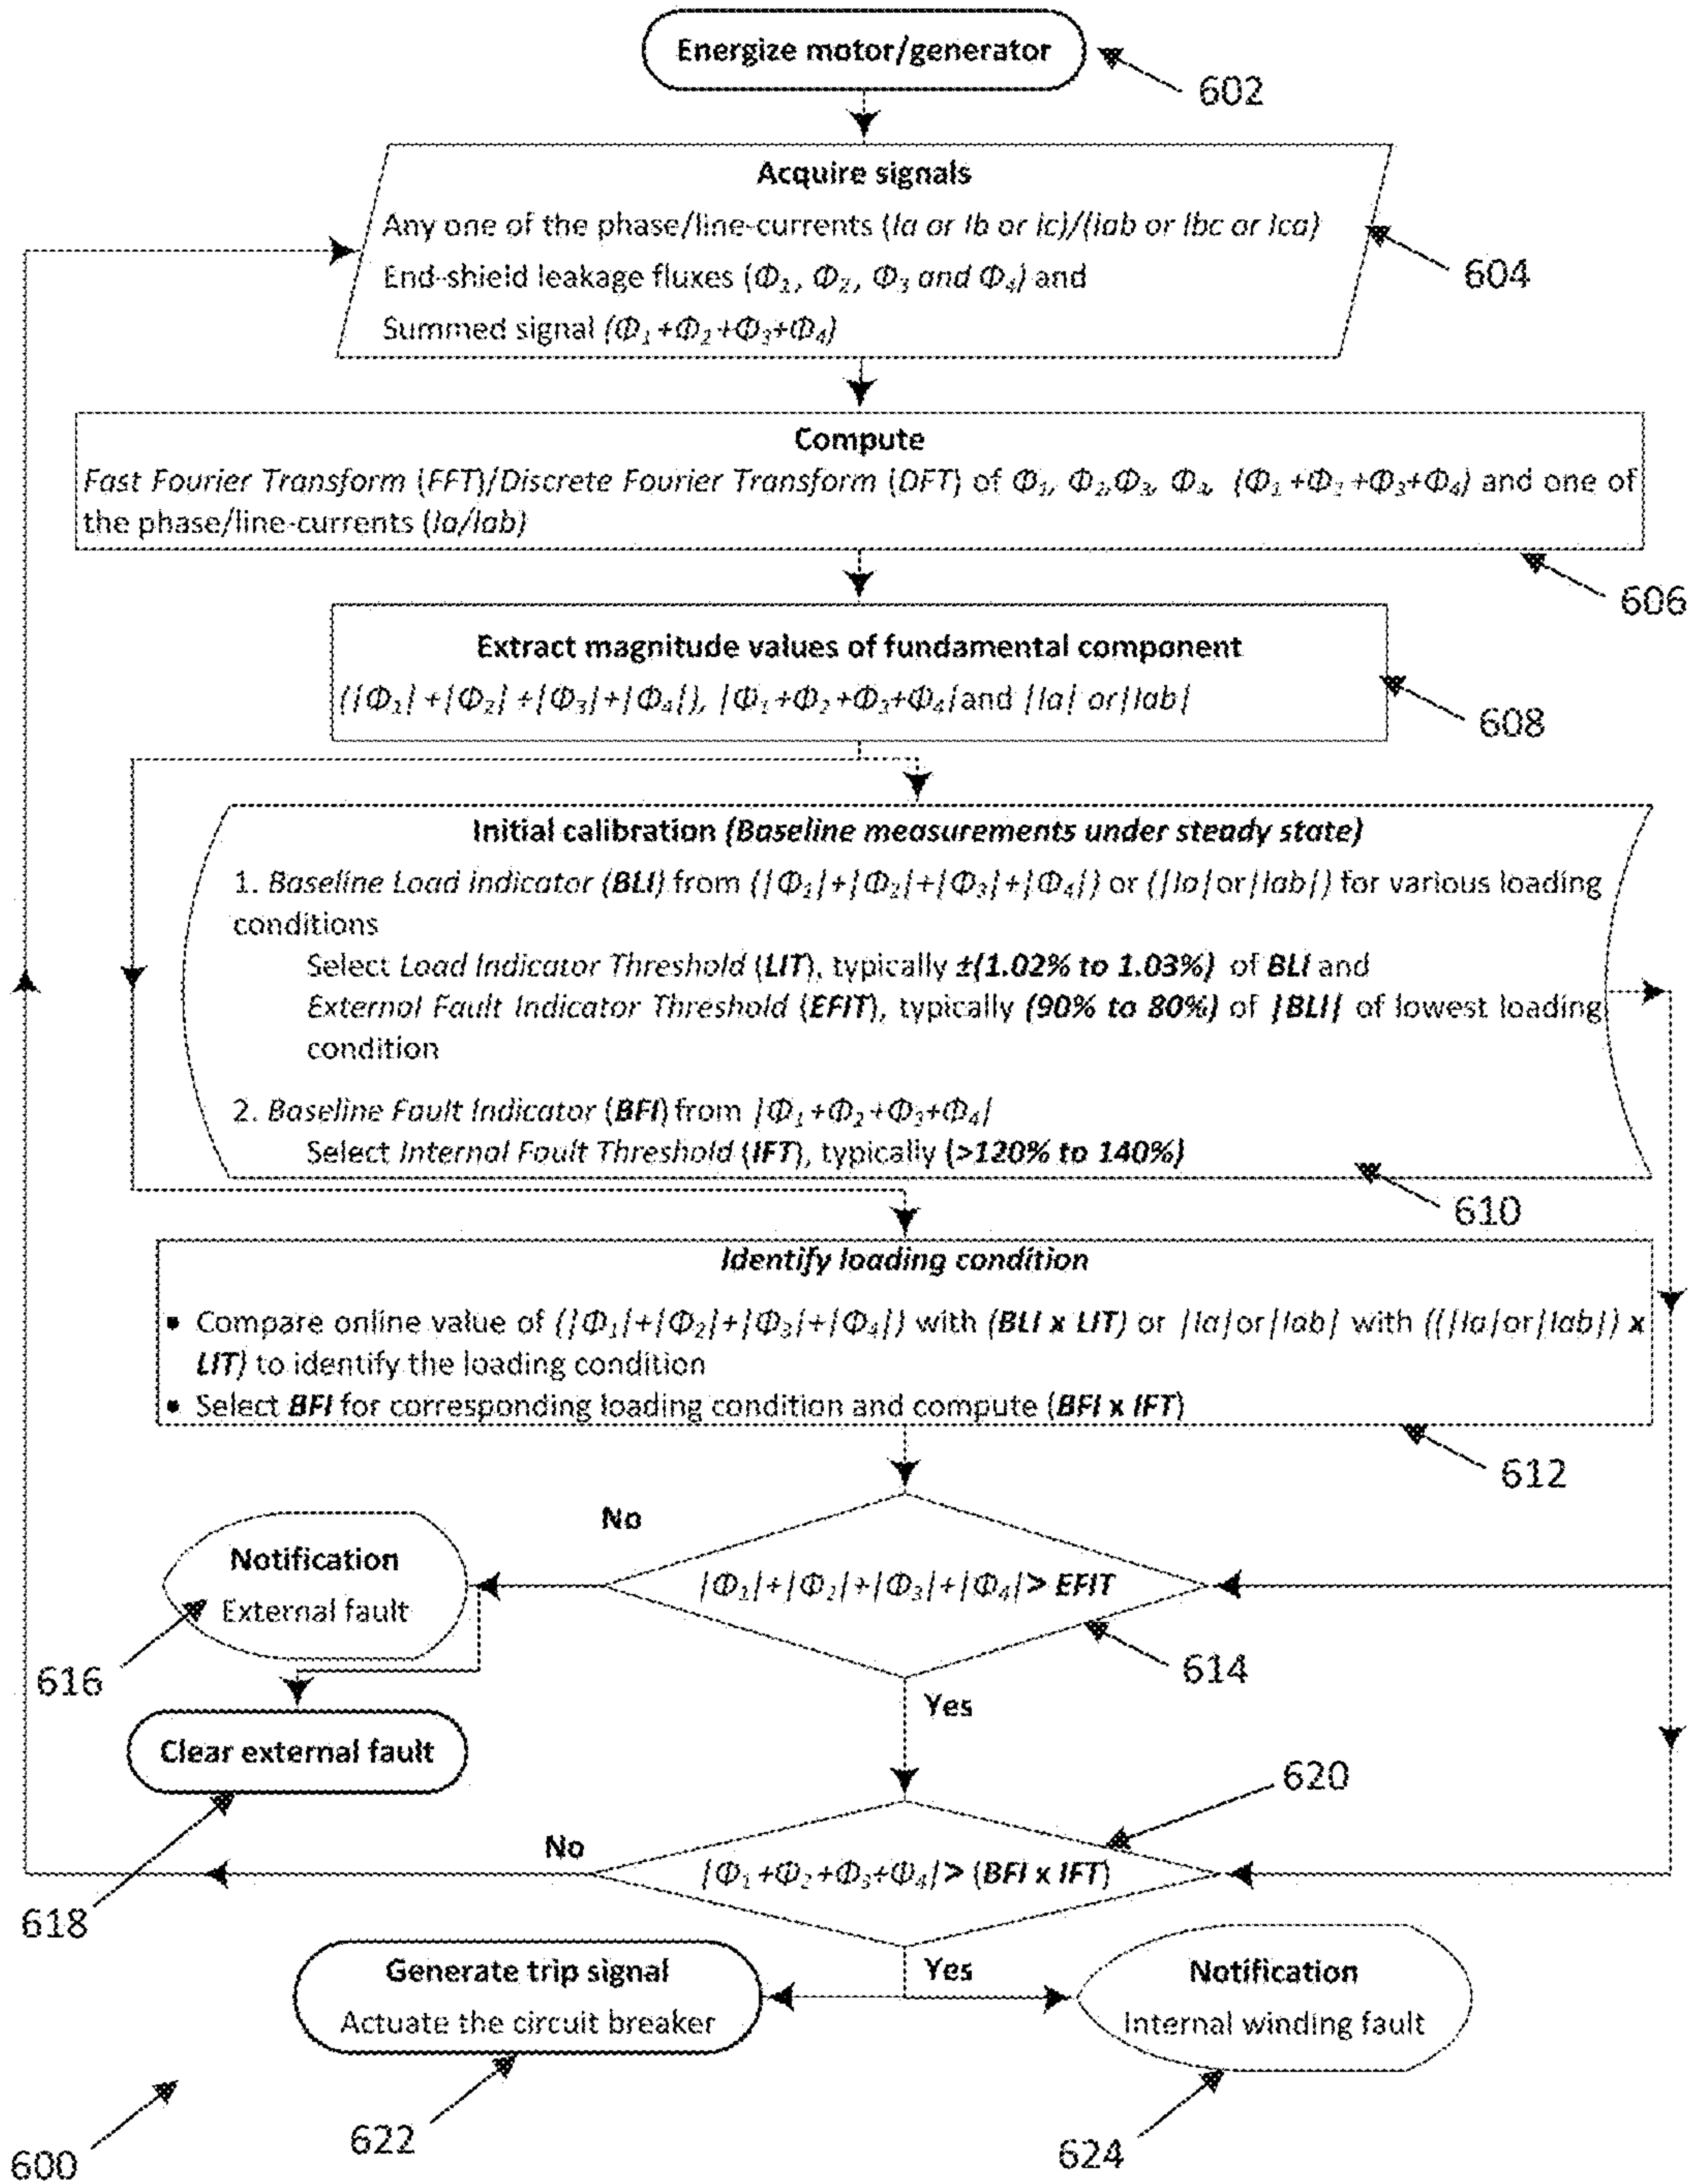 Energize motor/generator
602
Acquire signals
Any one of the phase/line-currents (Ia or Ib or Ic)/(Iab or Ibc or Ica)
End-shield leakage fluxes (Φ₁, Φ₂, Φ₃ and Φ₄) and
Summed signal (Φ₁+Φ₂+Φ₃+Φ₄)
604
Compute
Fast Fourier Transform (FFT)/Discrete Fourier Transform (DFT) of Φ₁, Φ₂,Φ₃, Φ₄, (Φ₁+Φ₂+Φ₃+Φ₄) and one of
the phase/line-currents (Ia/Iab)
606
Extract magnitude values of fundamental component
(|Φ₁|+|Φ₂|+|Φ₃|+|Φ₄|), |Φ₁+Φ₂+Φ₃+Φ₄|and |Ia| or|Iab|
608
Initial calibration (Baseline measurements under steady state)
1. Baseline Load indicator (BLI) from (|Φ₁|+|Φ₂|+|Φ₃|+|Φ₄|) or (|Ia|or|Iab|) for various loading
conditions
Select Load Indicator Threshold (LIT), typically ±(1.02% to 1.03%) of BLI and
External Fault Indicator Threshold (EFIT), typically (90% to 80%) of |BLI| of lowest loading
condition
2. Baseline Fault Indicator (BFI) from |Φ₁+Φ₂+Φ₃+Φ₄|
Select Internal Fault Threshold (IFT), typically (>120% to 140%)
610
Identify loading condition
▪ Compare online value of (|Φ₁|+|Φ₂|+|Φ₃|+|Φ₄|) with (BLI x LIT) or |Ia|or|Iab| with ((|Ia|or|Iab|) x
LIT) to identify the loading condition
▪ Select BFI for corresponding loading condition and compute (BFI x IFT)
612
No
Notification
External fault
|Φ₁|+|Φ₂|+|Φ₃|+|Φ₄|> EFIT
616
614
Yes
Clear external fault
620
No
|Φ₁+Φ₂+Φ₃+Φ₄|> (BFI x IFT)
618
Generate trip signal
Actuate the circuit breaker
Yes
Notification
Internal winding fault
622
624
600